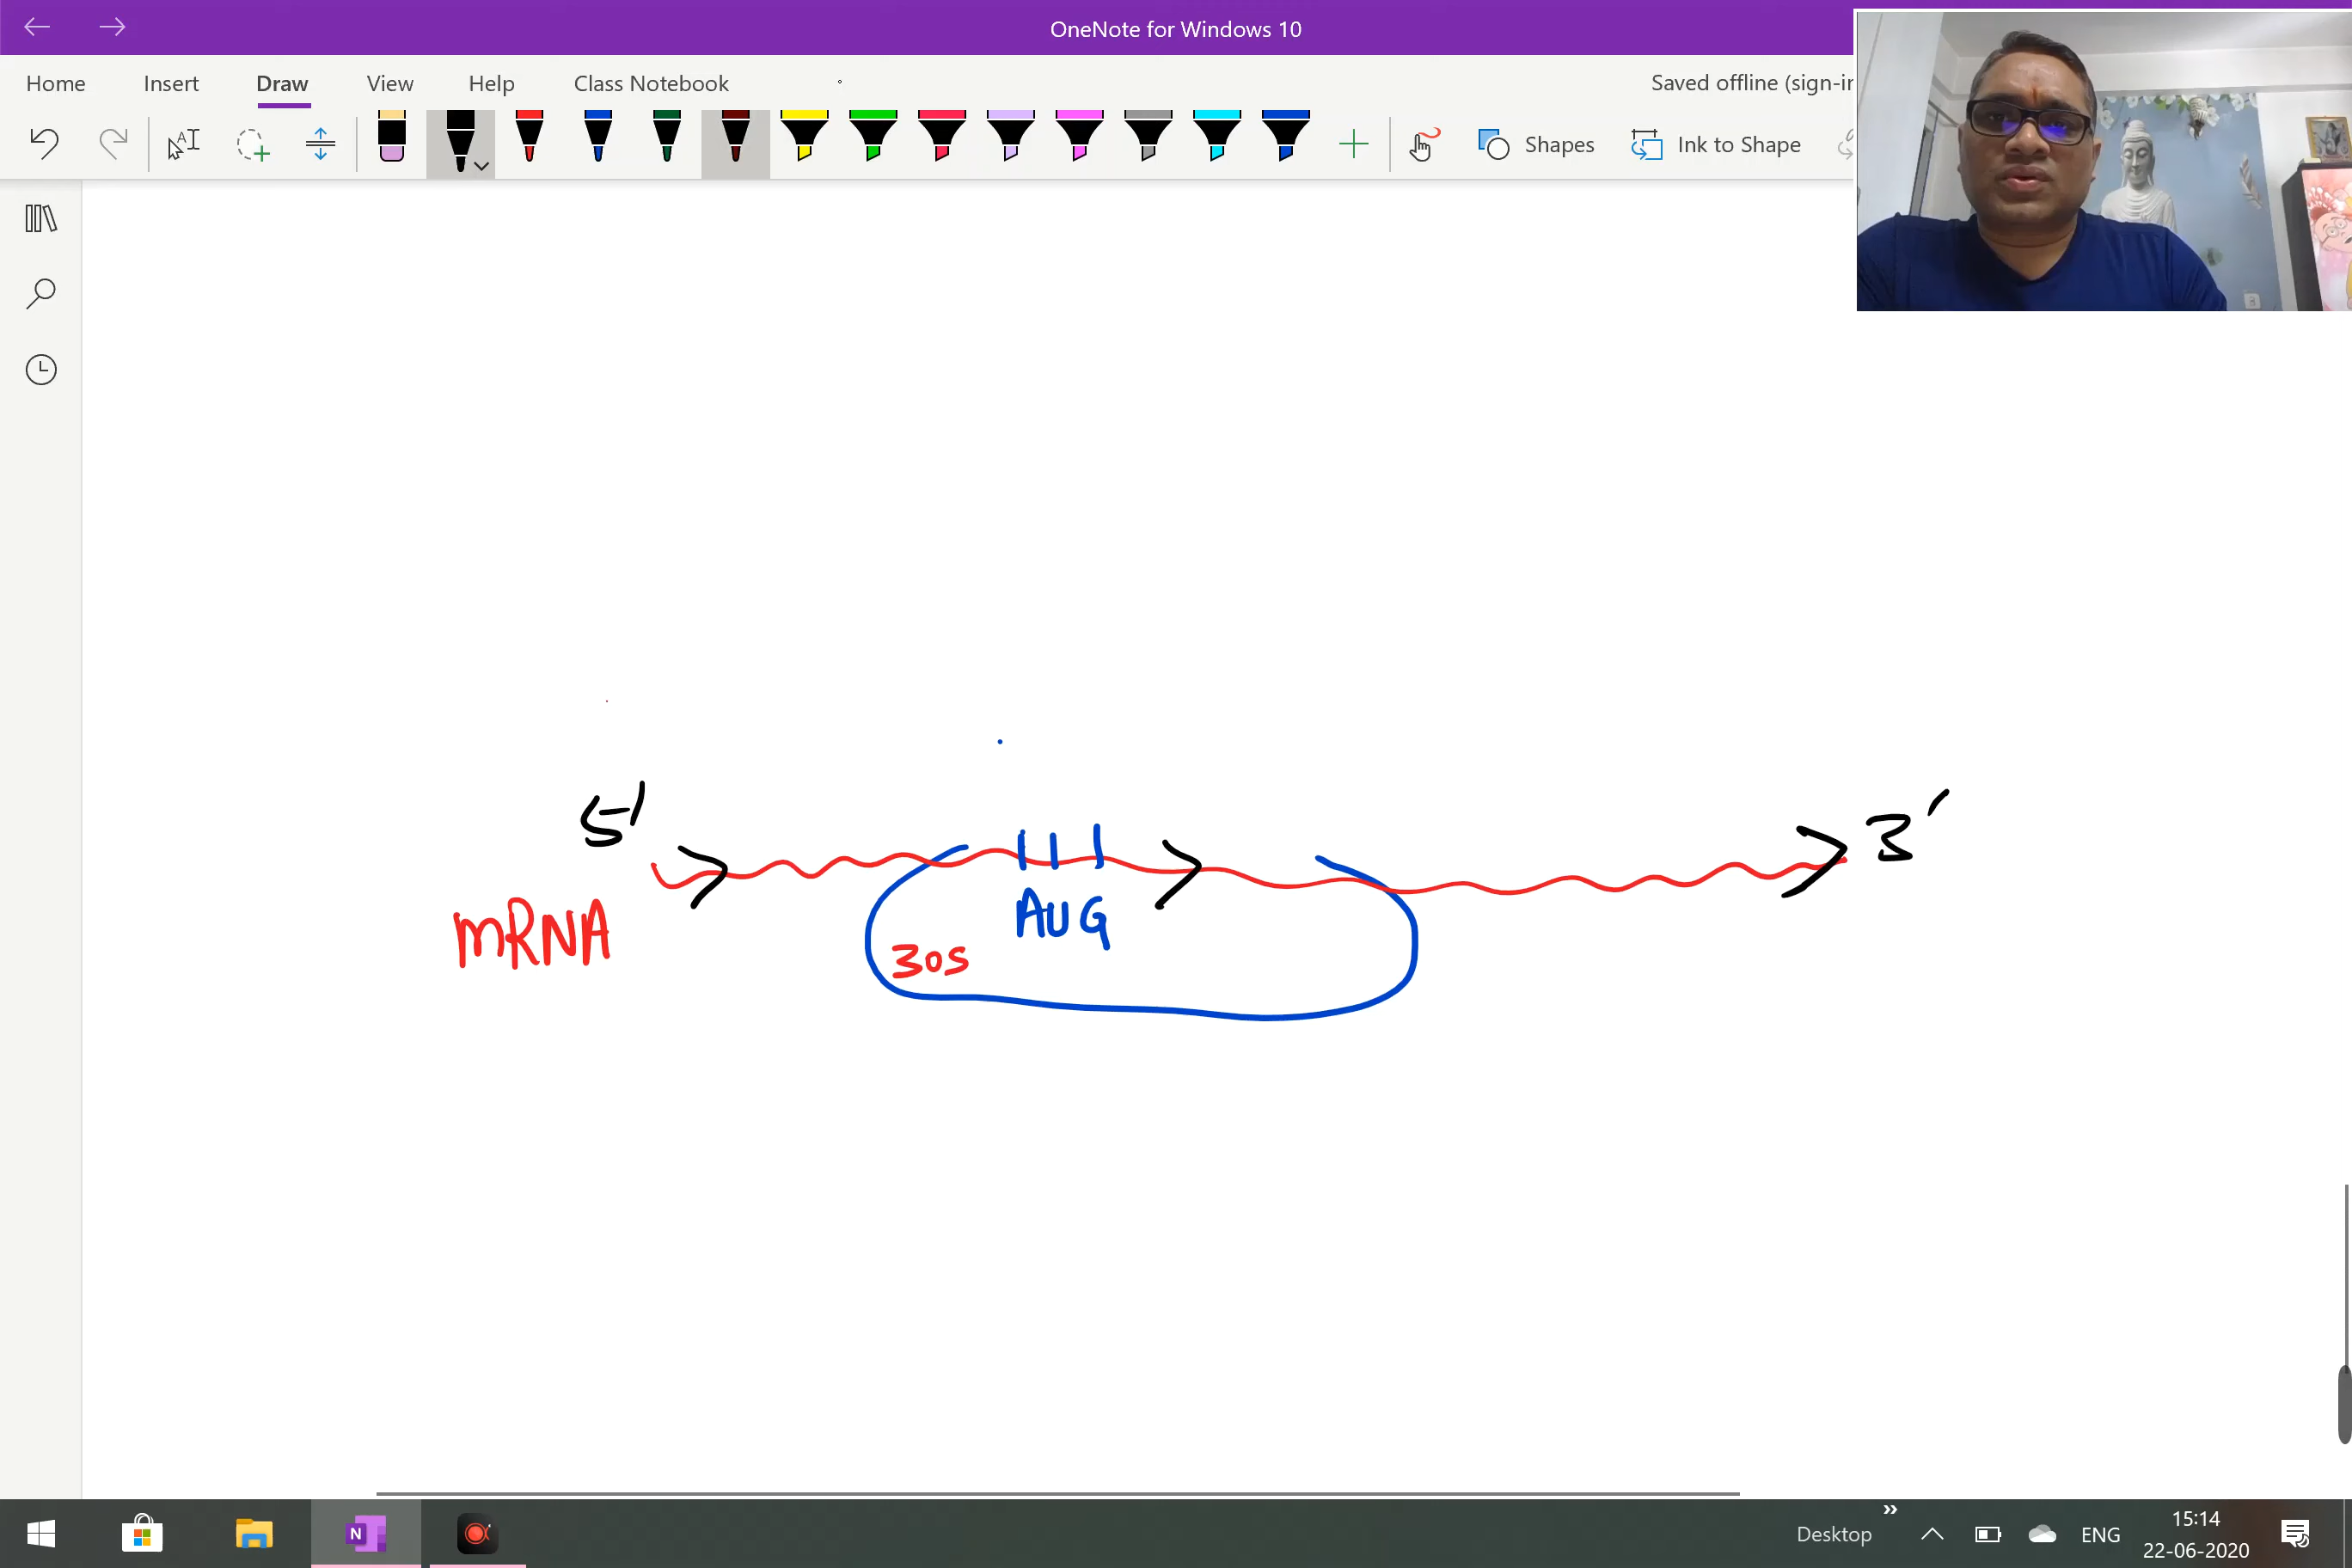 OneNote for Windows 10
Home Insert Draw View Help Class Notebook Saved offline (sign-in
Shapes Ink to Shape
5' 3'
mRNA AUG
30S
Desktop ENG 15:14
22-06-2020